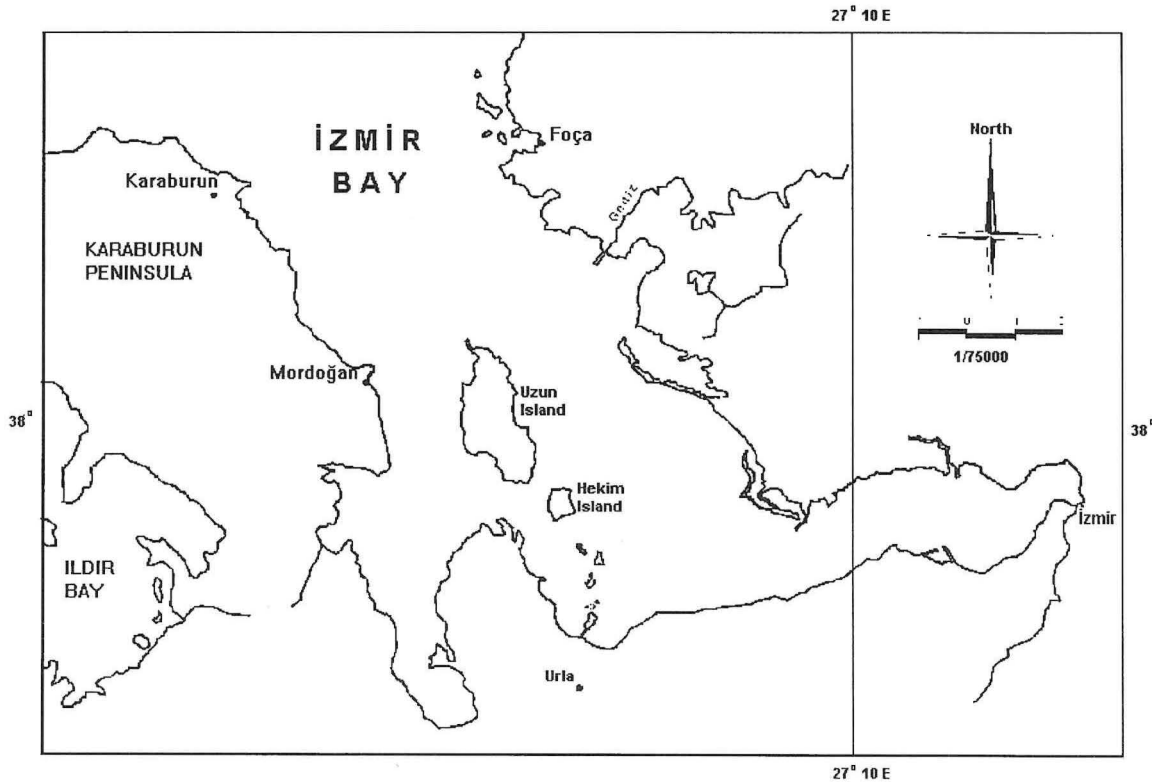 27° 10 E
İZMİR
BAY
Foça
North
Karaburun
Gediz
KARABURUN
PENINSULA
1/75000
Mordoğan
Uzun
Island
38°
38°
Hekim
Island
İzmir
ILDIR
BAY
Urla
27° 10 E